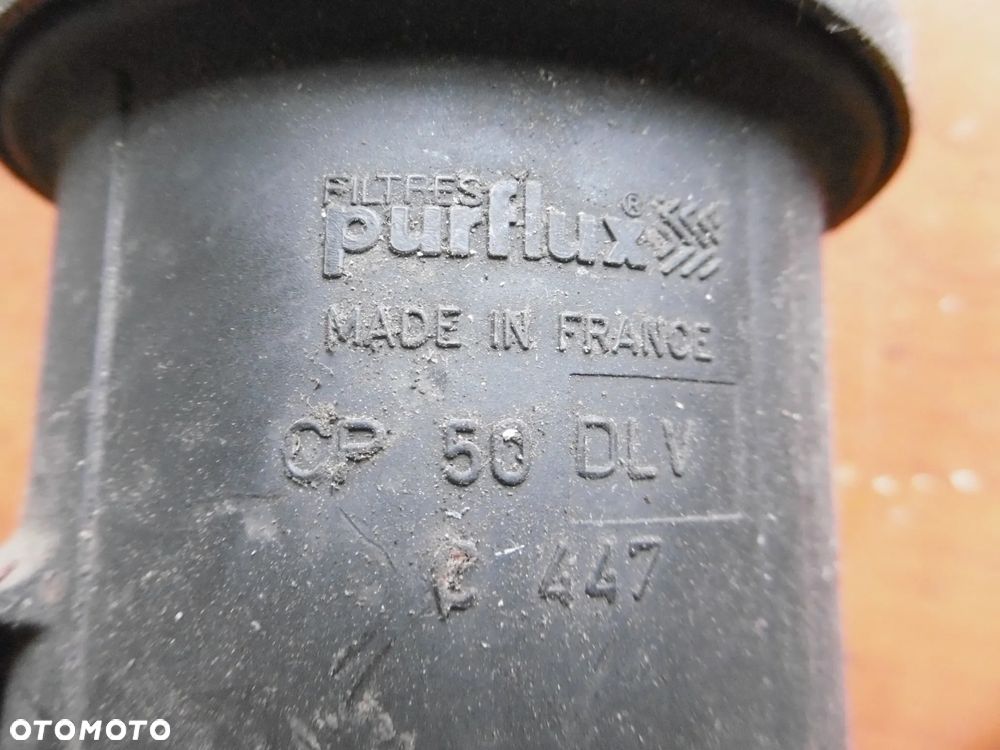 FILTRES
purflux®
MADE IN FRANCE
CP 50 DLV
447
OTOMOTO